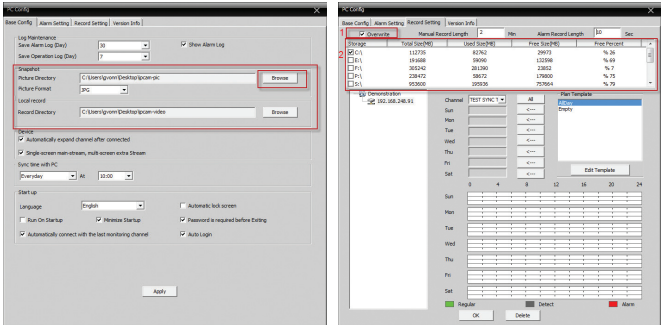 PC Config
Base Config Alarm Setting Record Setting Version Info
Log Maintenance
Save Alarm Log (Day) 30 Show Alarm Log
Save Operation Log (Day) 7
Snapshot
Picture Directory C:\Users\gvonn\Desktop\ipcam-pic Browse
Picture Format JPG
Local record
Record Directory C:\Users\gvonn\Desktop\ipcam-video Browse
Device
Automatically expand channel after connected
Single-screen main-stream, multi-screen extra Stream
Sync time with PC
Everyday At 10:00
Start up
Language English Automatic lock screen
Run On Startup Minimize Startup Password is required before Exiting
Automatically connect with the last monitoring channel Auto Login
Apply
PC Config
Base Config Alarm Setting Record Setting Version Info
1 Overwrite Manual Record Length 2 Min Alarm Record Length 10 Sec
2
Storage Total Size(MB) Used Size(MB) Free Size(MB) Free Percent
C:\ 112735 82762 29973 % 26
E:\ 191688 59090 132598 % 69
F:\ 305242 281390 23852 % 7
P:\ 238472 58672 179800 % 75
S:\ 953600 195936 757664 % 79
Demonstration
192.168.248.91
Channel TEST SYNC T All
Plan Template
AllDay
Empty
Sun <---
Mon <---
Tue <---
Wed <---
Thu <---
Fri <---
Sat <---
Edit Template
0 4 8 12 16 20 24
Sun
Mon
Tue
Wed
Thu
Fri
Sat
Regular Detect Alarm
OK Delete